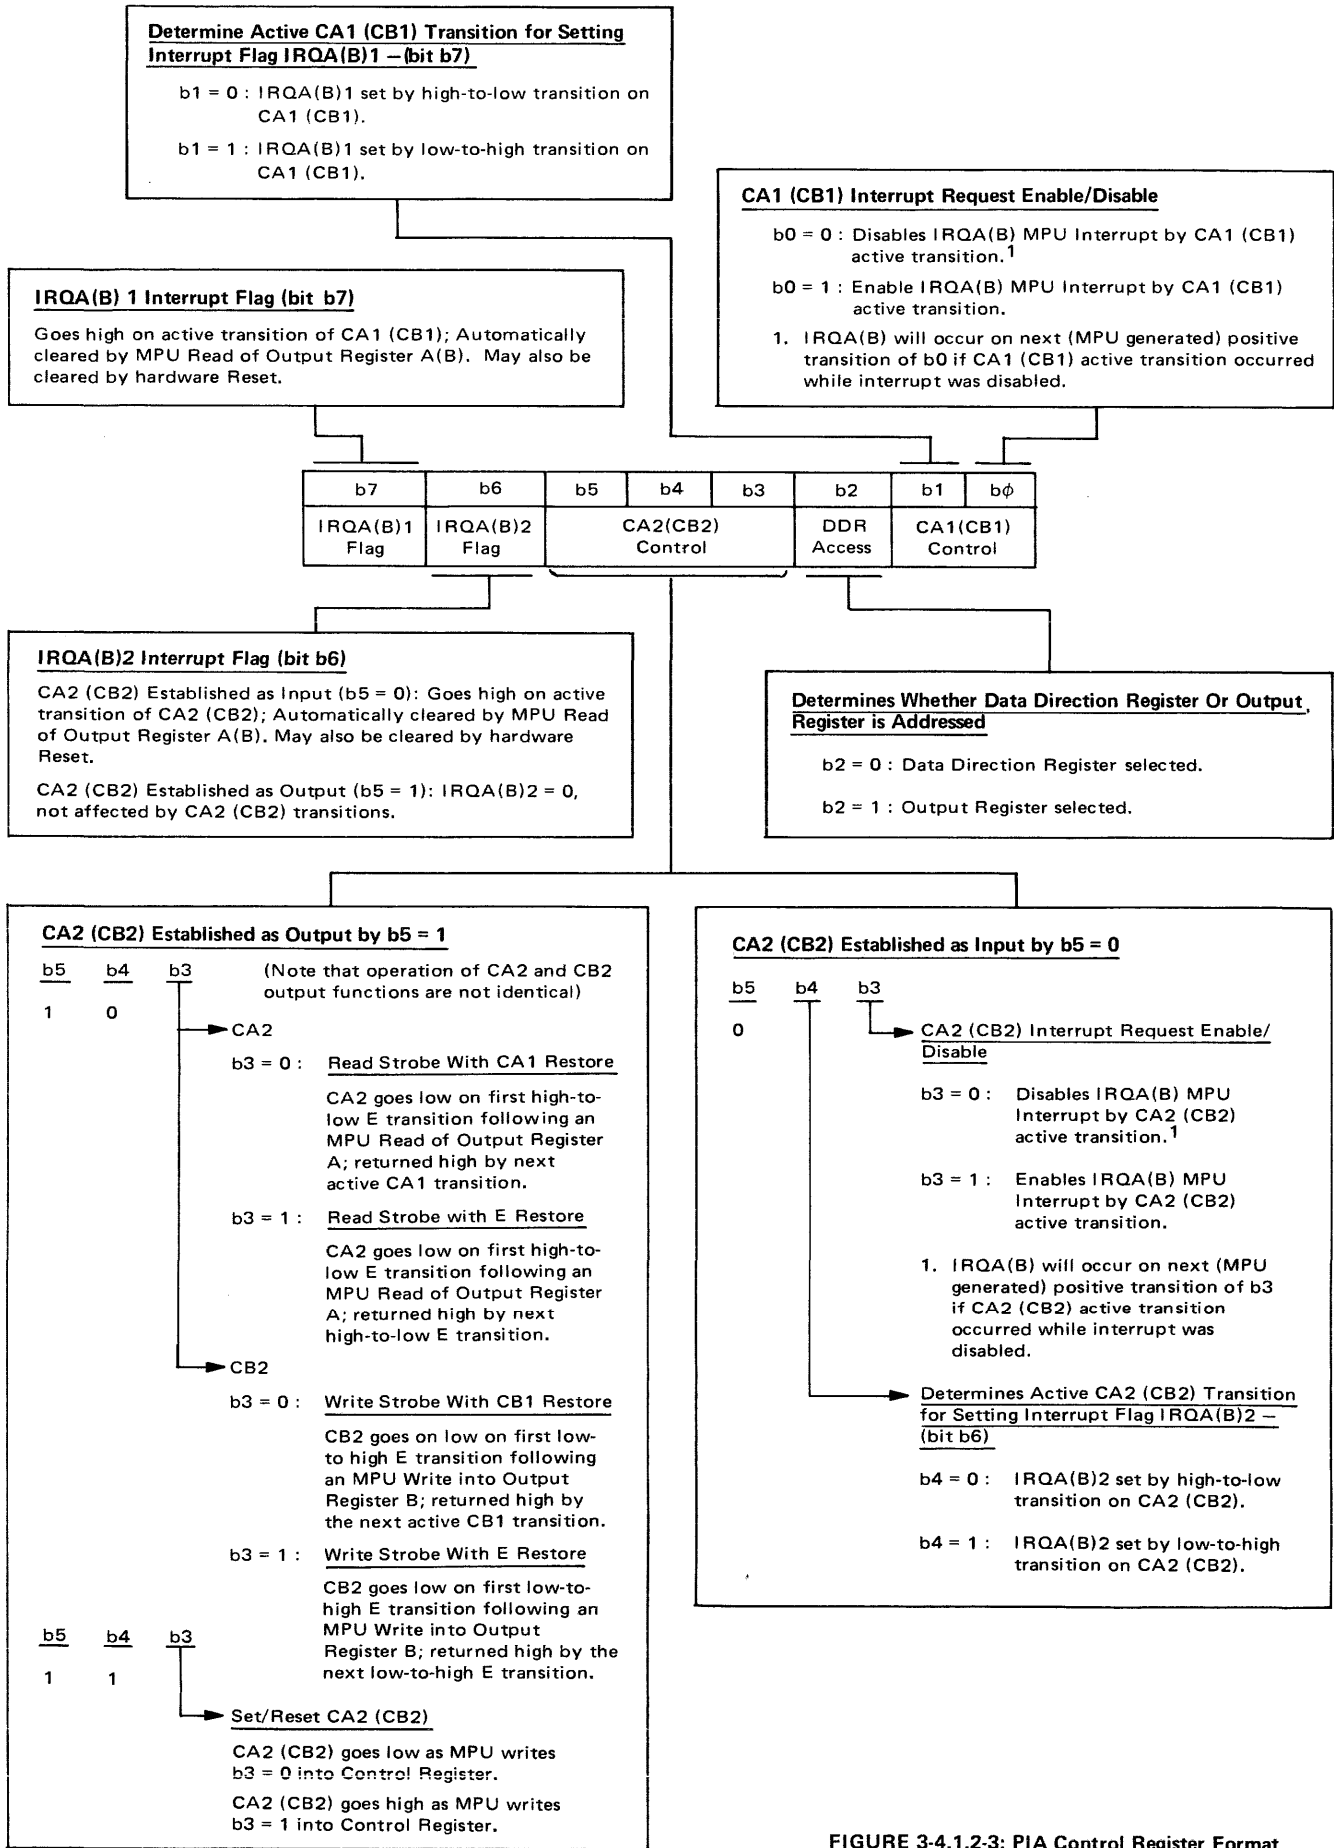 Determine Active CA1 (CB1) Transition for Setting
Interrupt Flag IRQA(B)1 – (bit b7)
b1 = 0 : IRQA(B)1 set by high-to-low transition on
CA1 (CB1).
b1 = 1 : IRQA(B)1 set by low-to-high transition on
CA1 (CB1).
CA1 (CB1) Interrupt Request Enable/Disable
b0 = 0 : Disables IRQA(B) MPU Interrupt by CA1 (CB1)
active transition.1
b0 = 1 : Enable IRQA(B) MPU Interrupt by CA1 (CB1)
active transition.
1. IRQA(B) will occur on next (MPU generated) positive
transition of b0 if CA1 (CB1) active transition occurred
while interrupt was disabled.
IRQA(B) 1 Interrupt Flag (bit b7)
Goes high on active transition of CA1 (CB1); Automatically
cleared by MPU Read of Output Register A(B). May also be
cleared by hardware Reset.
b7 b6 b5 b4 b3 b2 b1 bϕ
IRQA(B)1 IRQA(B)2 CA2(CB2) DDR CA1(CB1)
Flag Flag Control Access Control
IRQA(B)2 Interrupt Flag (bit b6)
CA2 (CB2) Established as Input (b5 = 0): Goes high on active
transition of CA2 (CB2); Automatically cleared by MPU Read
of Output Register A(B). May also be cleared by hardware
Reset.
CA2 (CB2) Established as Output (b5 = 1): IRQA(B)2 = 0,
not affected by CA2 (CB2) transitions.
Determines Whether Data Direction Register Or Output
Register is Addressed
b2 = 0 : Data Direction Register selected.
b2 = 1 : Output Register selected.
CA2 (CB2) Established as Output by b5 = 1
b5 b4 b3 (Note that operation of CA2 and CB2
output functions are not identical)
1 0
CA2
b3 = 0 : Read Strobe With CA1 Restore
CA2 goes low on first high-to-
low E transition following an
MPU Read of Output Register
A; returned high by next
active CA1 transition.
b3 = 1 : Read Strobe with E Restore
CA2 goes low on first high-to-
low E transition following an
MPU Read of Output Register
A; returned high by next
high-to-low E transition.
CB2
b3 = 0 : Write Strobe With CB1 Restore
CB2 goes on low on first low-
to high E transition following
an MPU Write into Output
Register B; returned high by
the next active CB1 transition.
b3 = 1 : Write Strobe With E Restore
CB2 goes low on first low-to-
high E transition following an
MPU Write into Output
Register B; returned high by the
next low-to-high E transition.
b5 b4 b3
1 1
Set/Reset CA2 (CB2)
CA2 (CB2) goes low as MPU writes
b3 = 0 into Control Register.
CA2 (CB2) goes high as MPU writes
b3 = 1 into Control Register.
CA2 (CB2) Established as Input by b5 = 0
b5 b4 b3
0
CA2 (CB2) Interrupt Request Enable/
Disable
b3 = 0 : Disables IRQA(B) MPU
Interrupt by CA2 (CB2)
active transition.1
b3 = 1 : Enables IRQA(B) MPU
Interrupt by CA2 (CB2)
active transition.
1. IRQA(B) will occur on next (MPU
generated) positive transition of b3
if CA2 (CB2) active transition
occurred while interrupt was
disabled.
Determines Active CA2 (CB2) Transition
for Setting Interrupt Flag IRQA(B)2 –
(bit b6)
b4 = 0 : IRQA(B)2 set by high-to-low
transition on CA2 (CB2).
b4 = 1 : IRQA(B)2 set by low-to-high
transition on CA2 (CB2).
FIGURE 3-4.1.2-3: PIA Control Register Format